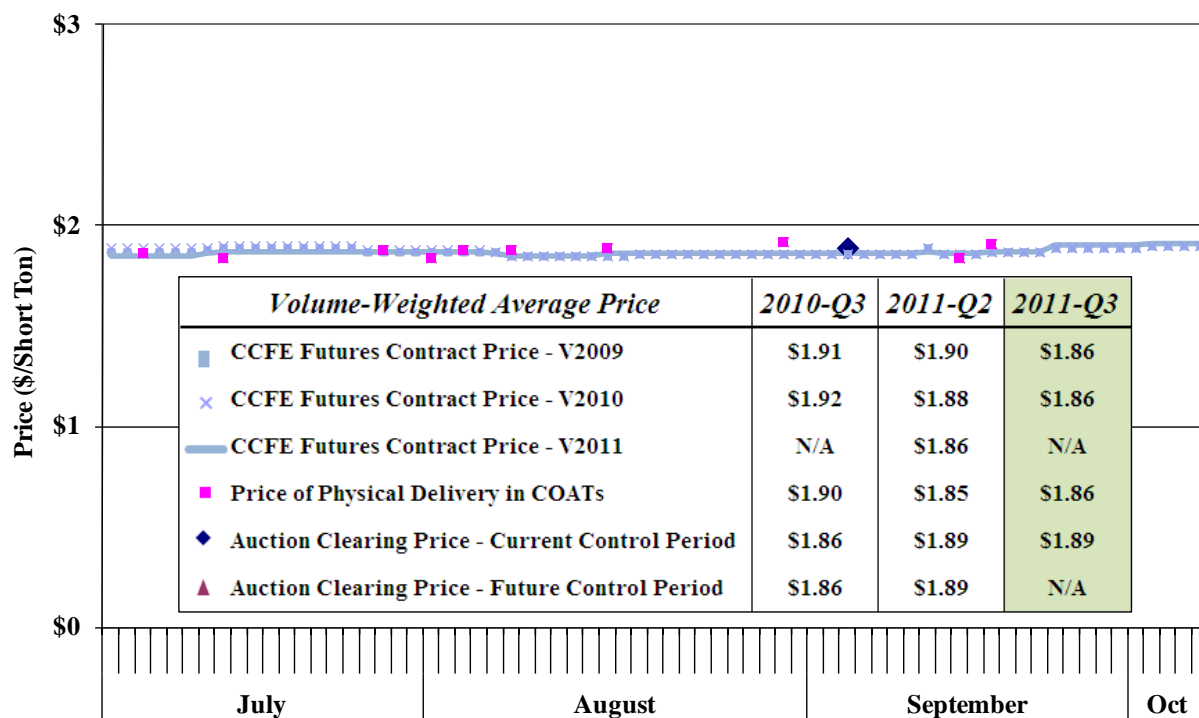 $3
$2
$1
$0
Price ($/Short Ton)
Volume-Weighted Average Price 2010-Q3 2011-Q2 2011-Q3
CCFE Futures Contract Price - V2009 $1.91 $1.90 $1.86
CCFE Futures Contract Price - V2010 $1.92 $1.88 $1.86
CCFE Futures Contract Price - V2011 N/A $1.86 N/A
Price of Physical Delivery in COATs $1.90 $1.85 $1.86
Auction Clearing Price - Current Control Period $1.86 $1.89 $1.89
Auction Clearing Price - Future Control Period $1.86 $1.89 N/A
July August September Oct